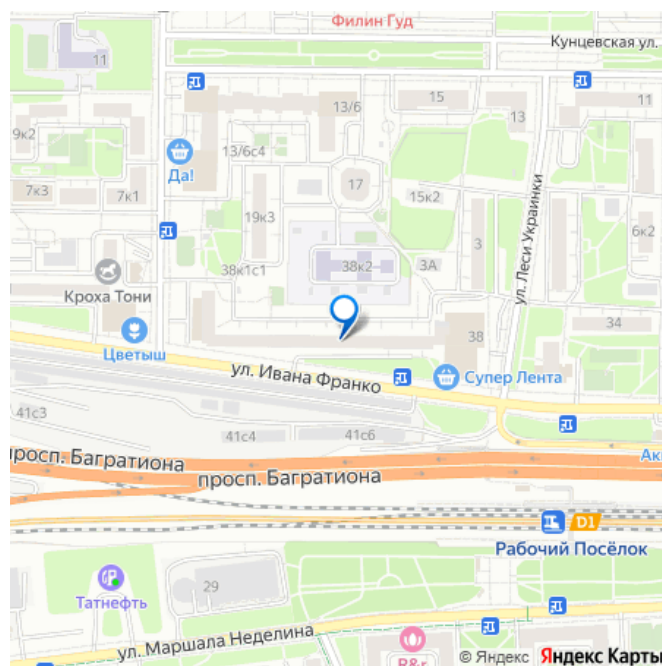 Филин Гуд
Кунцевская ул.
11
13/6
15
11
13
9к2
13/6с4
Да!
17
7к3
7к1
15к2
19к3
ул. Леси Украинки
3
6к2
38к1с1
38к2
3А
Кроха Тони
38
34
Цветыш
ул. Ивана Франко
Супер Лента
41с3
41с4
41с6
просп. Багратиона
просп. Багратиона
D1
Рабочий Посёлок
29
Татнефть
ул. Маршала Неделина
R&r
© Яндекс Яндекс Карты